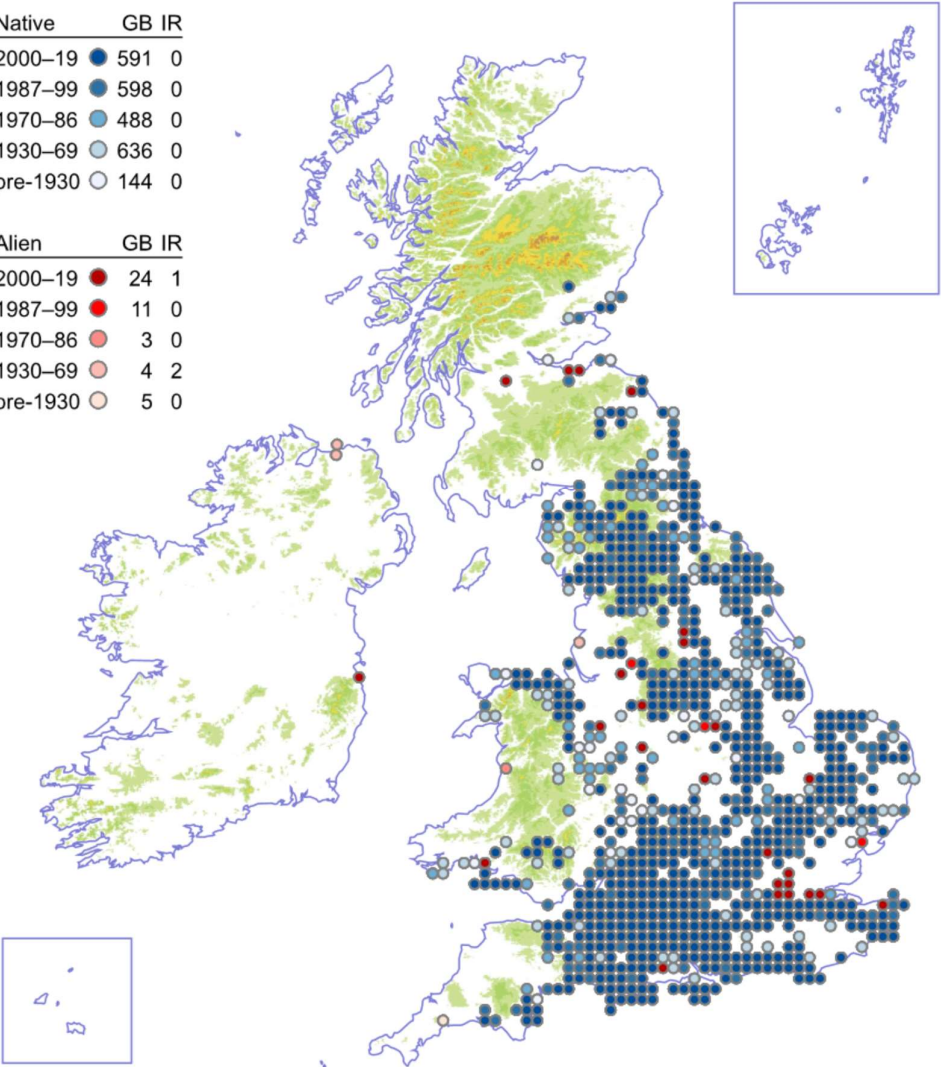 Native GB IR
2000–19 591 0
1987–99 598 0
1970–86 488 0
1930–69 636 0
pre-1930 144 0
Alien GB IR
2000–19 24 1
1987–99 11 0
1970–86 3 0
1930–69 4 2
pre-1930 5 0